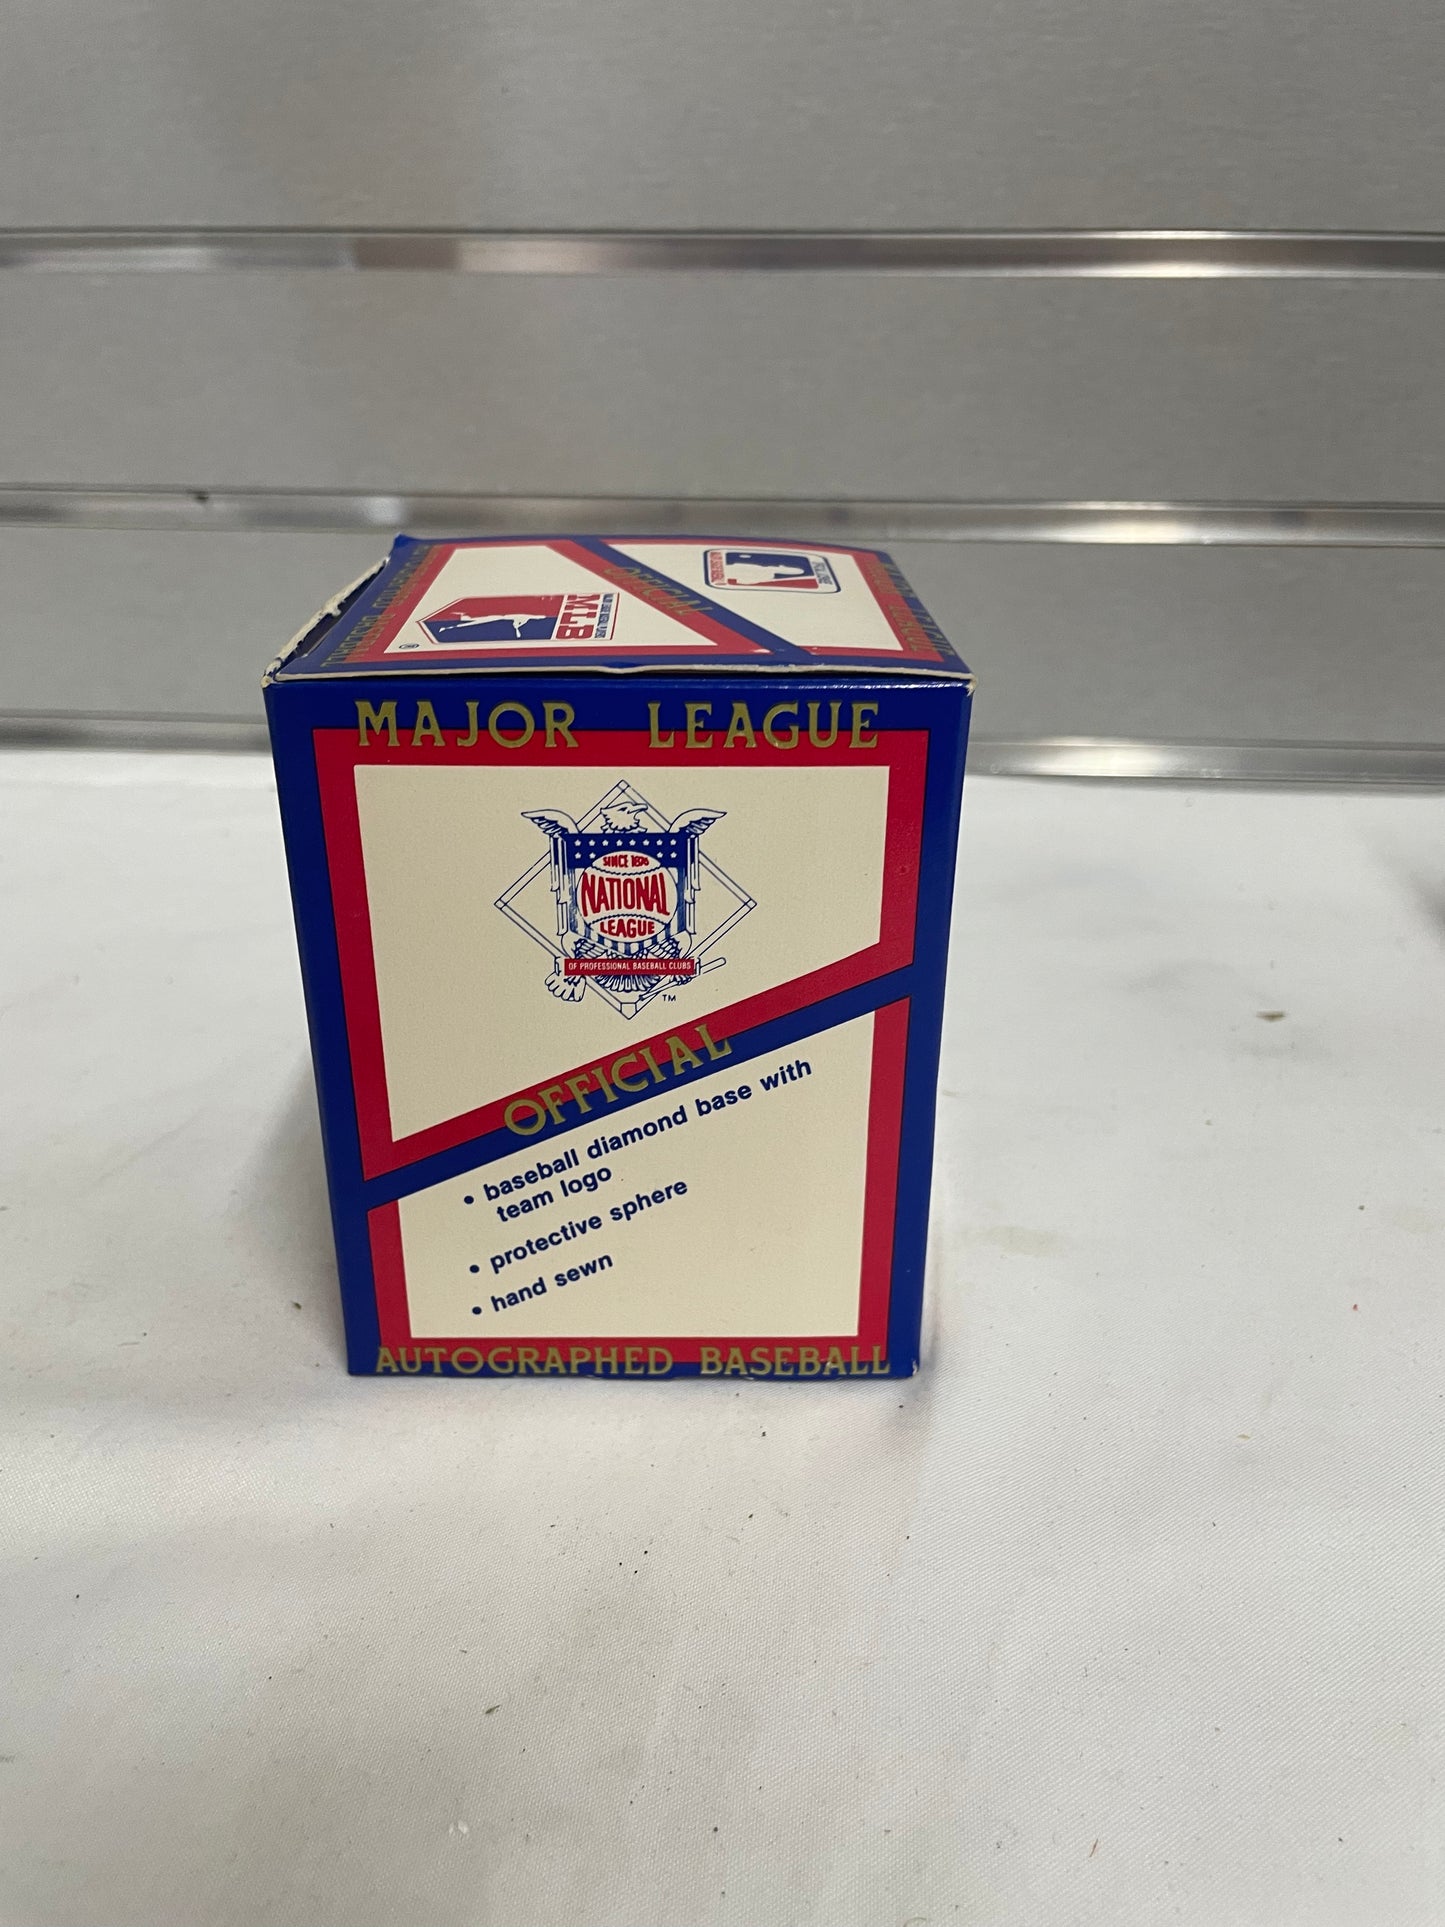 OFFICIAL
MLB
MAJOR LEAGUE
SINCE 1876
NATIONAL
LEAGUE
OF PROFESSIONAL BASEBALL CLUBS
TM
OFFICIAL
• baseball diamond base with
team logo
• protective sphere
• hand sewn
AUTOGRAPHED BASEBALL